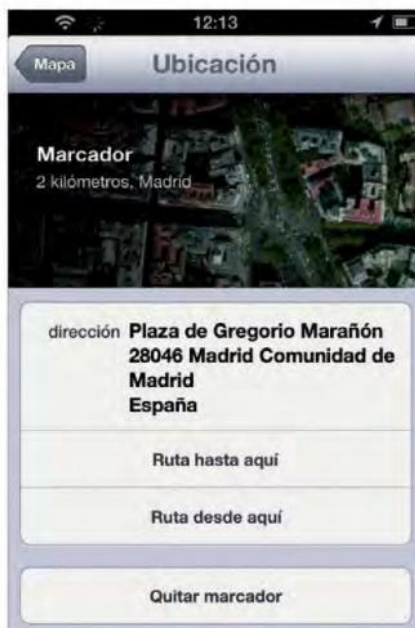 12:13
Mapa
Ubicación
Marcador
2 kilómetros, Madrid
dirección Plaza de Gregorio Marañón
28046 Madrid Comunidad de
Madrid
España
Ruta hasta aquí
Ruta desde aquí
Quitar marcador